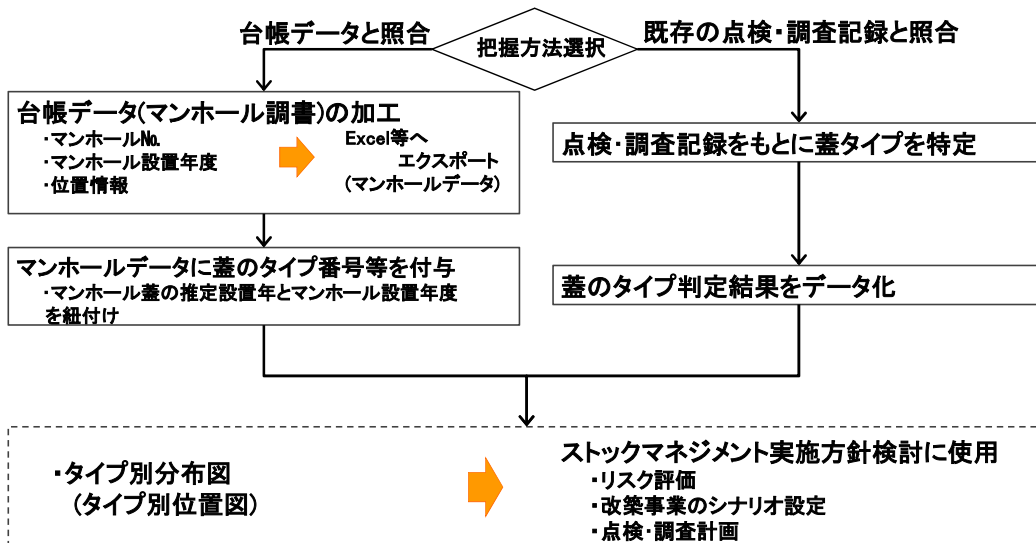 台帳データと照合
把握方法選択
既存の点検・調査記録と照合
台帳データ(マンホール調書)の加工
・マンホール№
・マンホール設置年度
・位置情報
Excel等へ
エクスポート
(マンホールデータ)
マンホールデータに蓋のタイプ番号等を付与
・マンホール蓋の推定設置年とマンホール設置年度
を紐付け
点検・調査記録をもとに蓋タイプを特定
蓋のタイプ判定結果をデータ化
・タイプ別分布図
(タイプ別位置図)
ストックマネジメント実施方針検討に使用
・リスク評価
・改築事業のシナリオ設定
・点検・調査計画